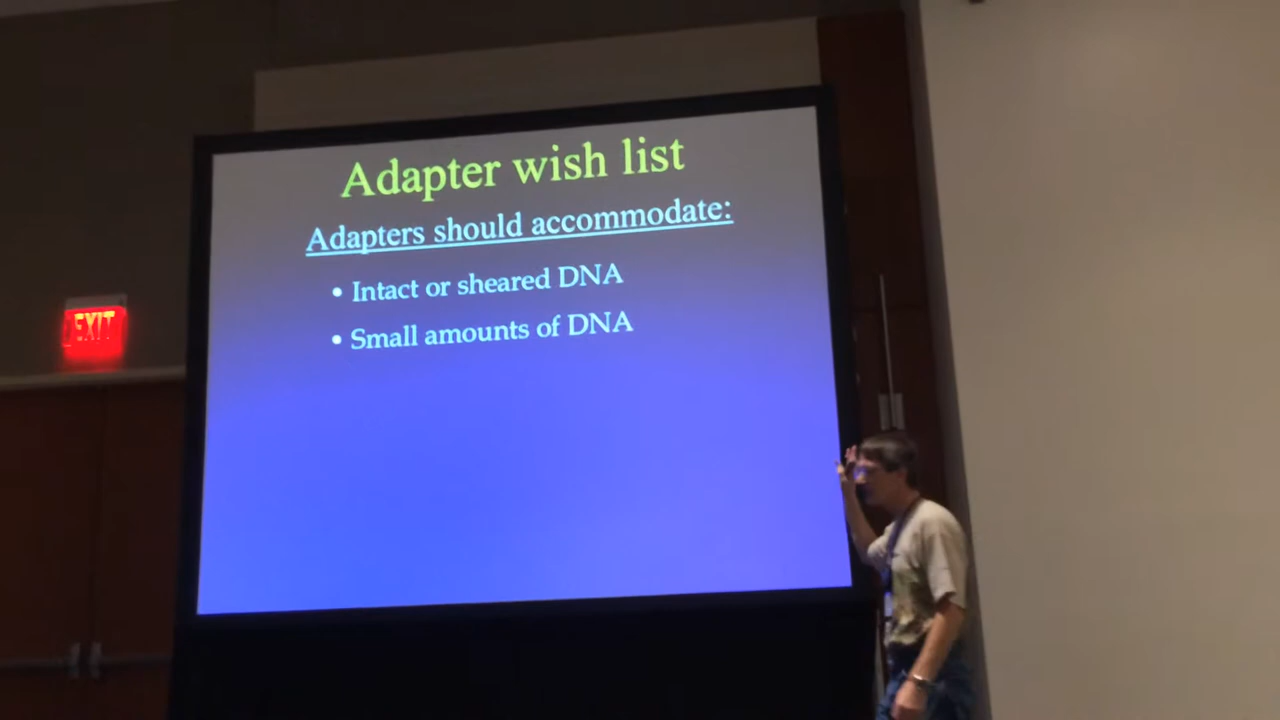 Adapter wish list
Adapters should accommodate:
• Intact or sheared DNA
• Small amounts of DNA
EXIT